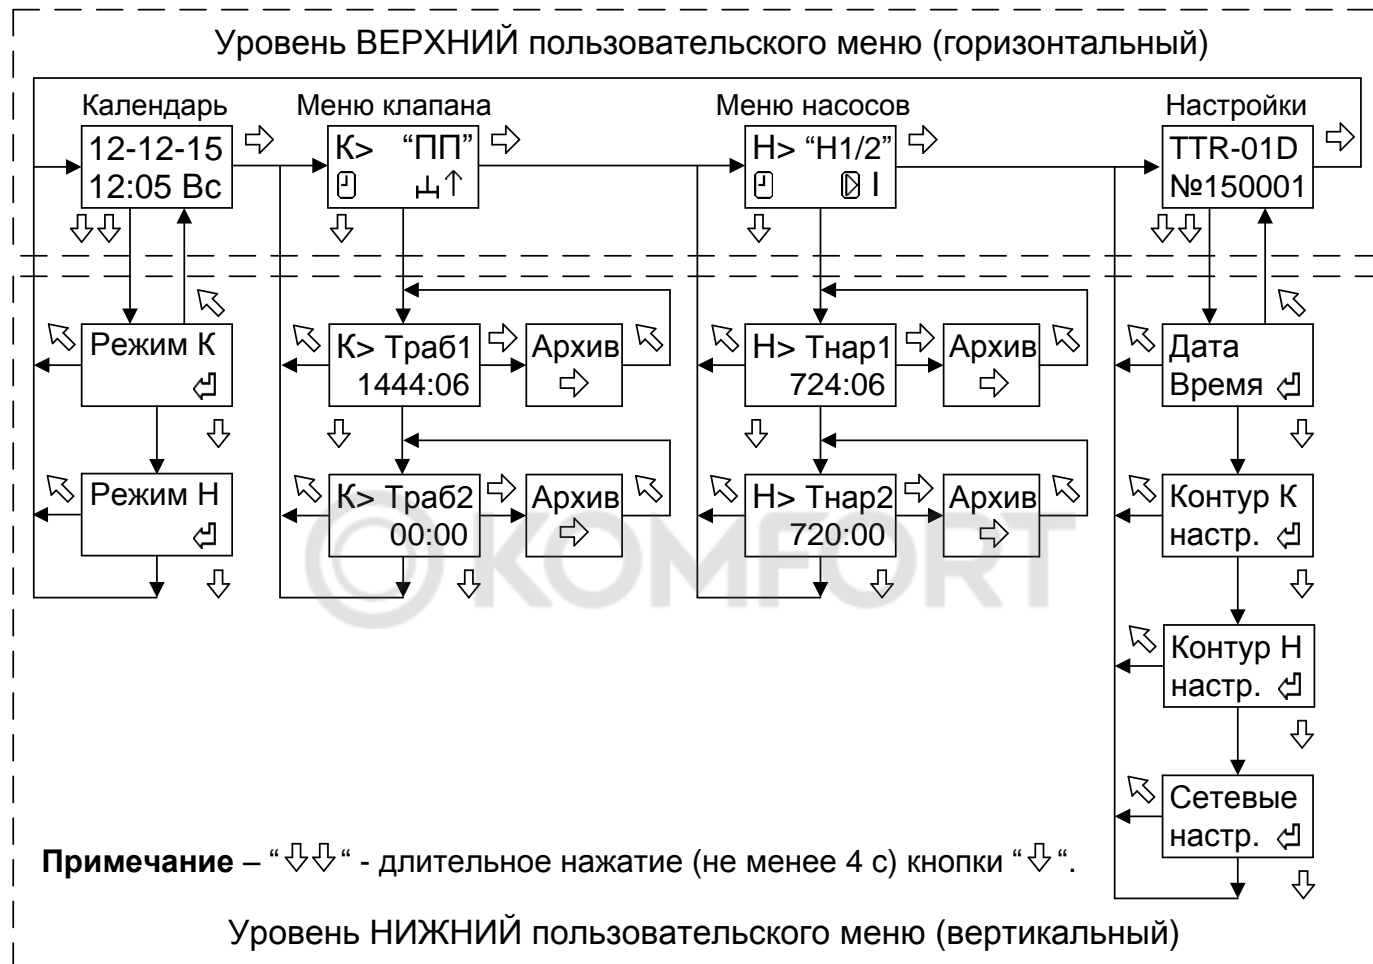 Уровень ВЕРХНИЙ пользовательского меню (горизонтальный)
Календарь
Меню клапана
Меню насосов
Настройки
12-12-15
12:05 Вс
К> “ПП”
Н> “Н1/2”
I
TTR-01D
№150001
Режим К
К> Траб1
1444:06
Архив
Н> Тнар1
724:06
Архив
Дата
Время
Режим Н
К> Траб2
00:00
Архив
Н> Тнар2
720:00
Архив
Контур К
настр.
© KOMFORT
Контур Н
настр.
Сетевые
настр.
Примечание – “⇩⇩“ - длительное нажатие (не менее 4 с) кнопки “⇩“.
Уровень НИЖНИЙ пользовательского меню (вертикальный)